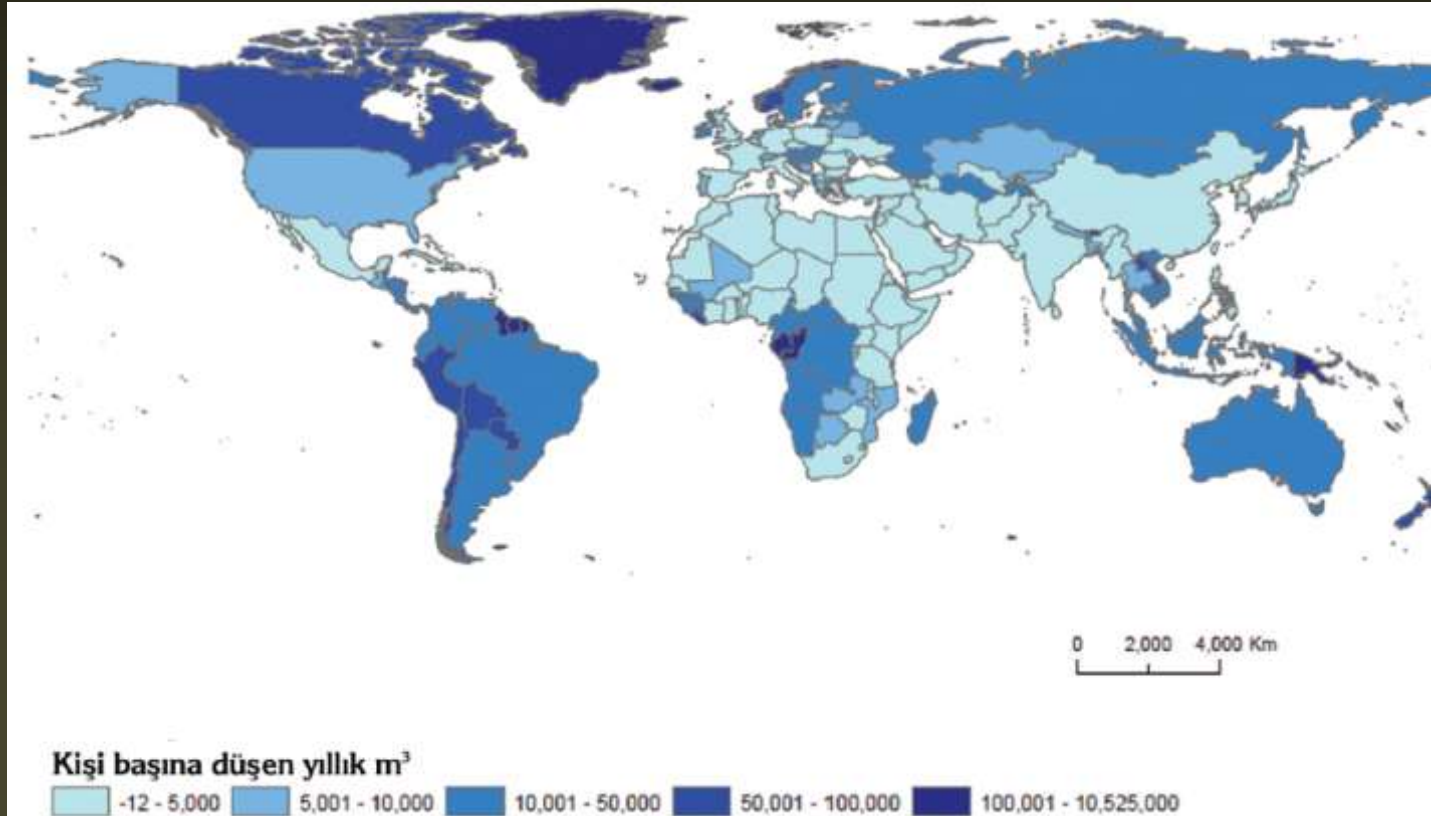 0 2,000 4,000 Km
Kişi başına düşen yıllık m³
-12 - 5,000 5,001 - 10,000 10,001 - 50,000 50,001 - 100,000 100,001 - 10,525,000